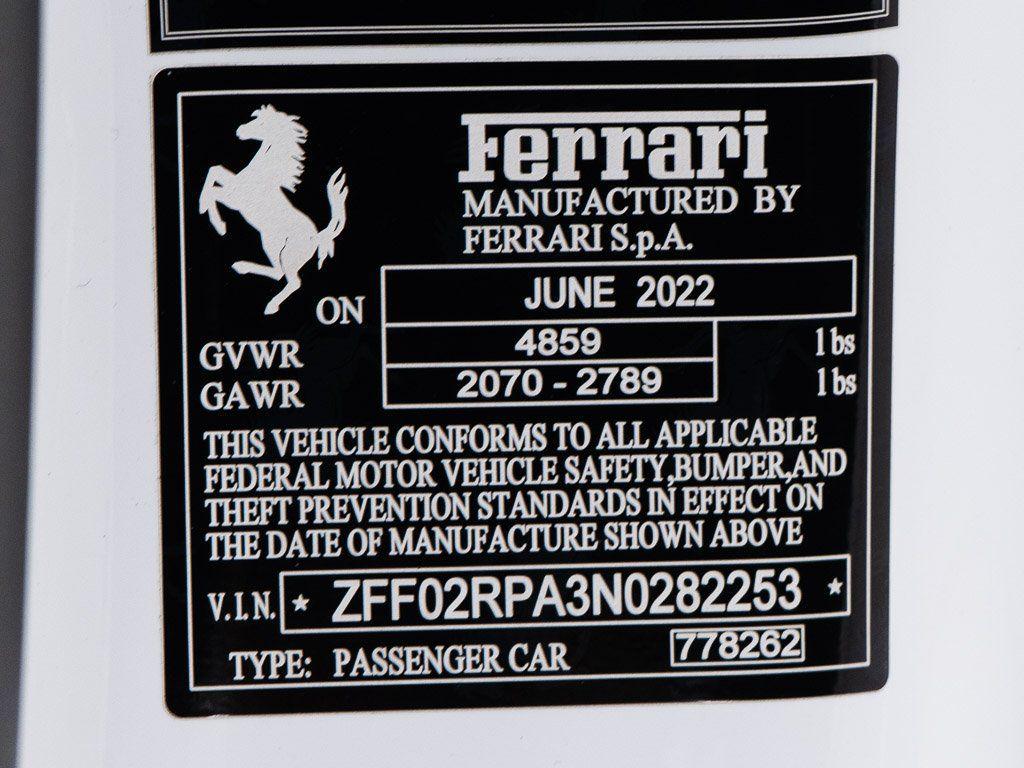 Ferrari
MANUFACTURED BY
FERRARI S.p.A.
ON JUNE 2022
GVWR 4859 lbs
GAWR 2070 - 2789 lbs
THIS VEHICLE CONFORMS TO ALL APPLICABLE
FEDERAL MOTOR VEHICLE SAFETY,BUMPER,AND
THEFT PREVENTION STANDARDS IN EFFECT ON
THE DATE OF MANUFACTURE SHOWN ABOVE
V.I.N. * ZFF02RPA3N0282253 *
TYPE: PASSENGER CAR 778262